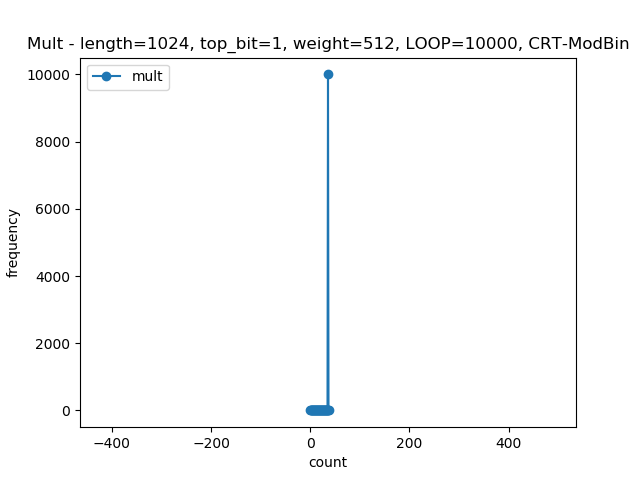 Mult - length=1024, top_bit=1, weight=512, LOOP=10000, CRT-ModBin
mult
10000
8000
6000
4000
2000
0
frequency
−400
−200
0
200
400
count